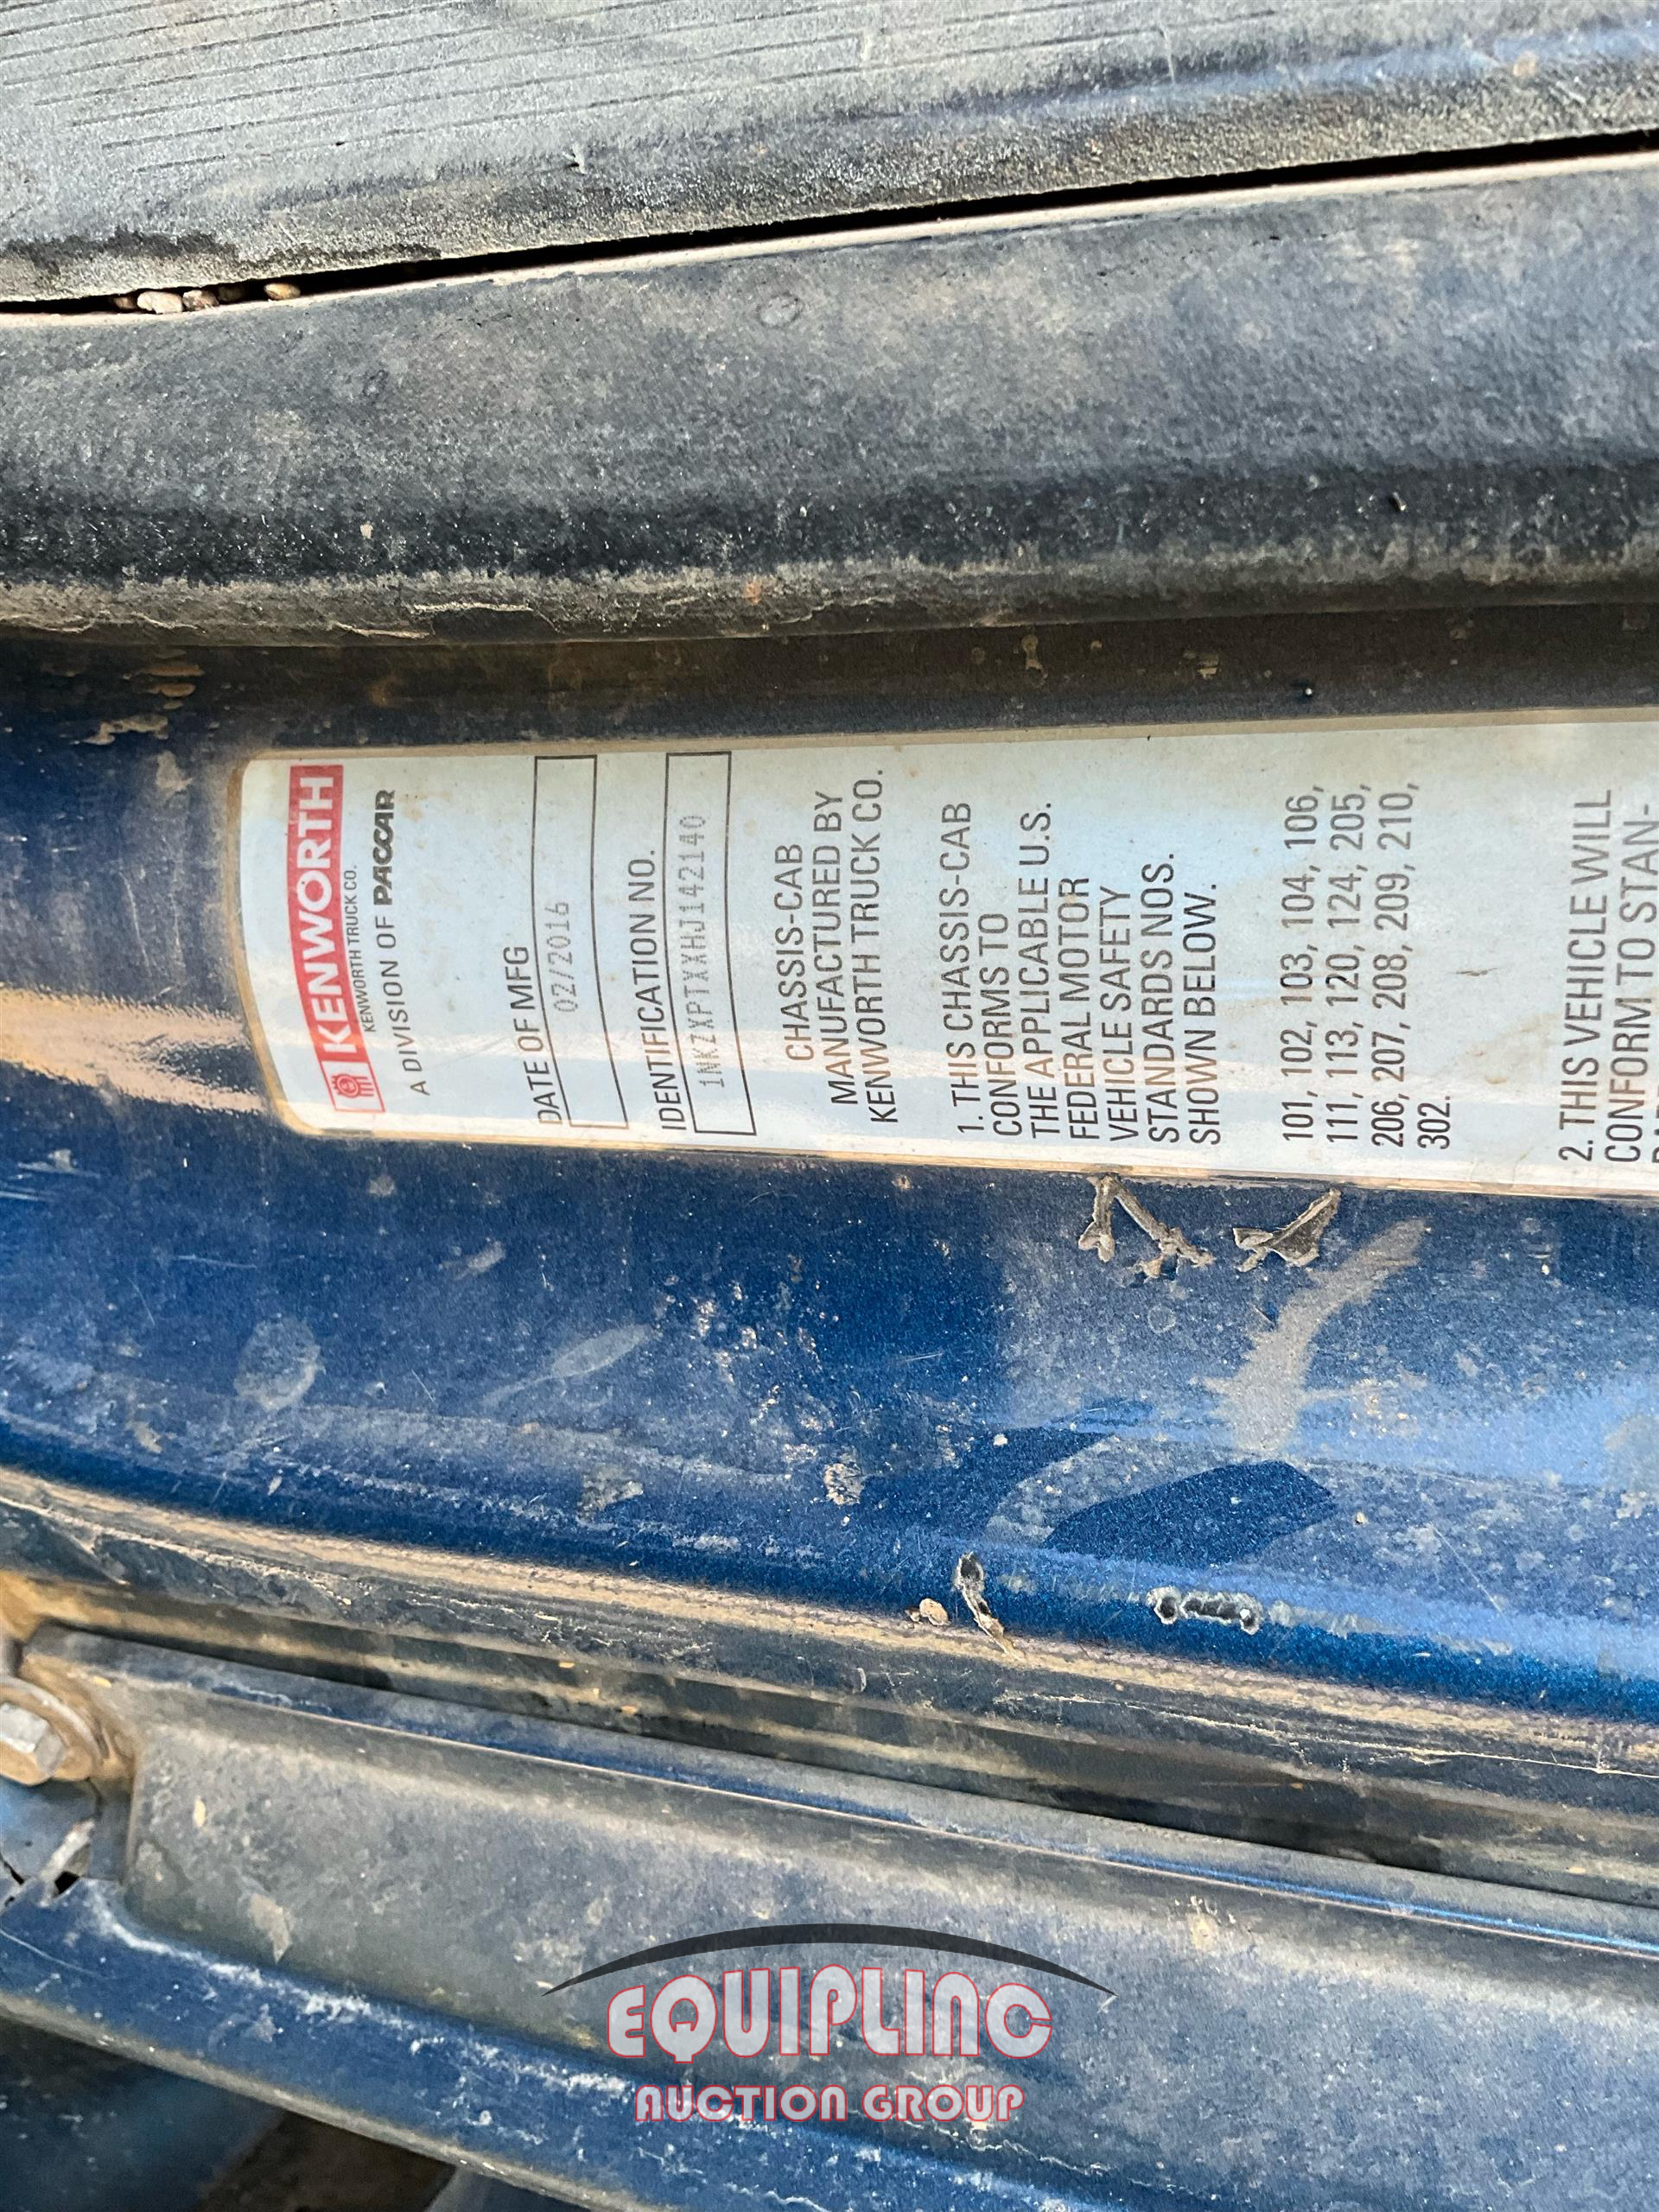 KENWORTH
KENWORTH TRUCK CO.
A DIVISION OF PACCAR
DATE OF MFG
02/2016
IDENTIFICATION NO.
1NKZXPTXXHJ142140
CHASSIS-CAB
MANUFACTURED BY
KENWORTH TRUCK CO.
1. THIS CHASSIS-CAB
CONFORMS TO
THE APPLICABLE U.S.
FEDERAL MOTOR
VEHICLE SAFETY
STANDARDS NOS.
SHOWN BELOW.
101, 102, 103, 104, 106,
111, 113, 120, 124, 205,
206, 207, 208, 209, 210,
302.
2. THIS VEHICLE WILL
CONFORM TO STAN-
EQUIPLINC
AUCTION GROUP